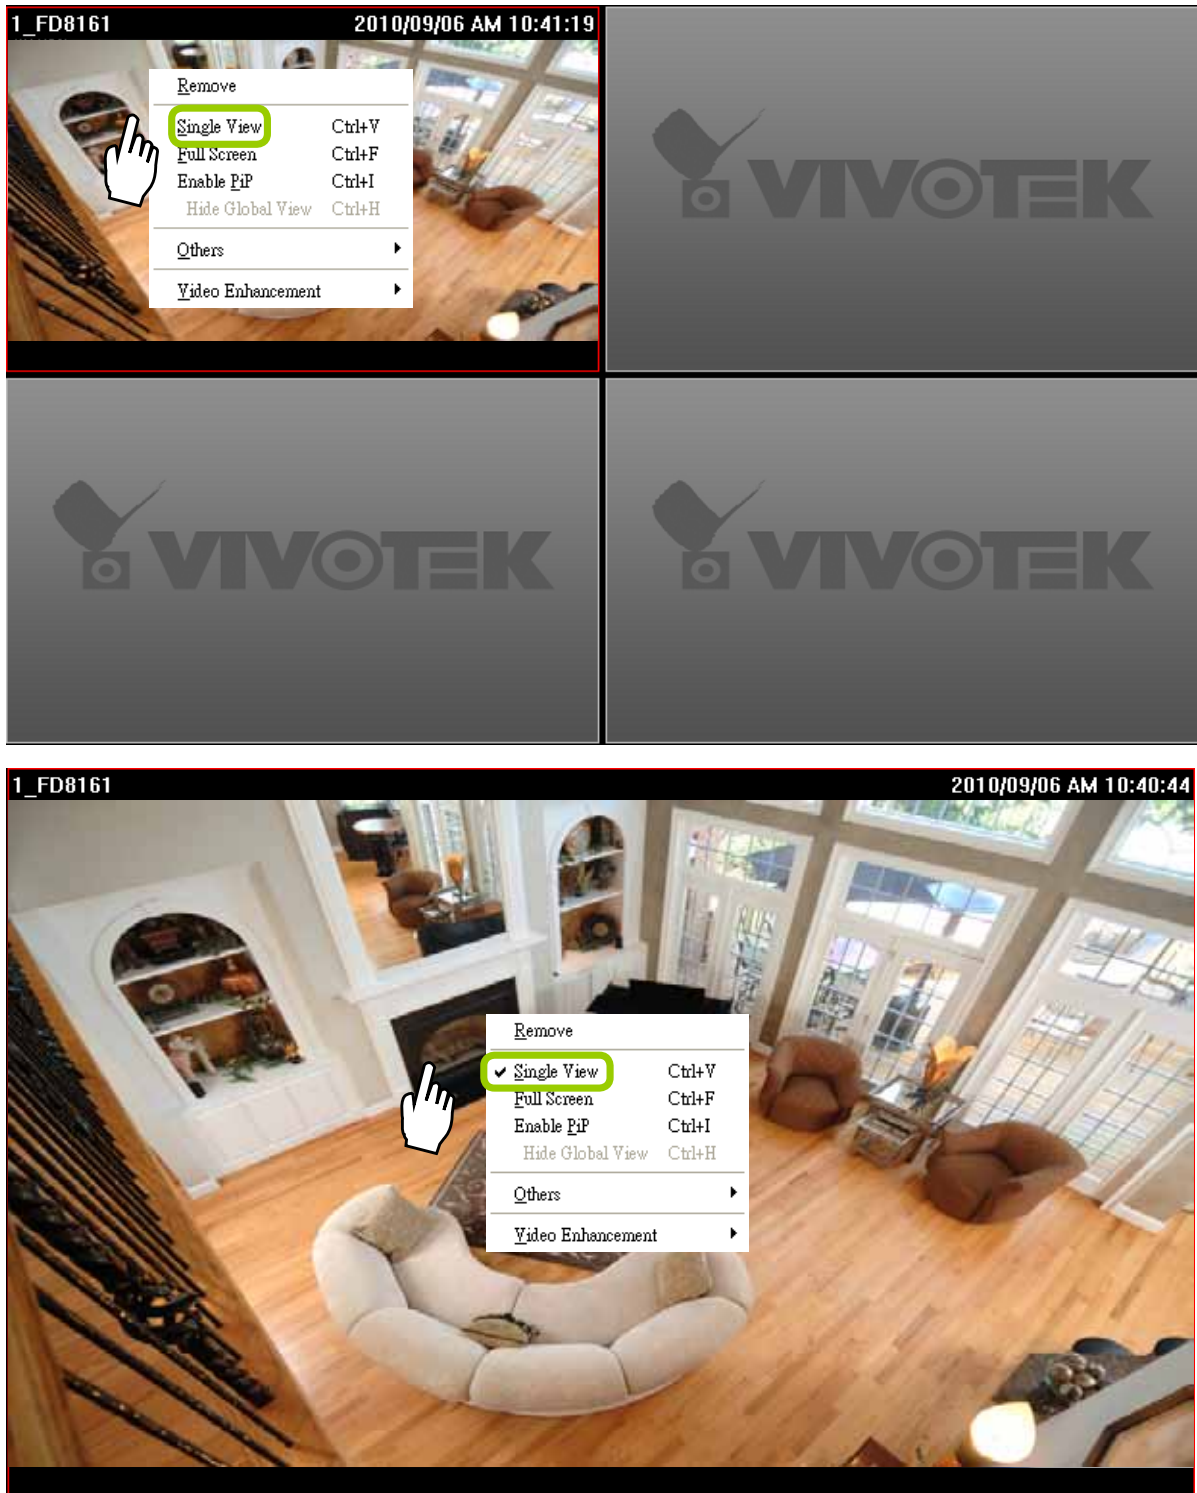 1_FD8161 2010/09/06 AM 10:41:19
Remove
Single View Ctrl+V
Full Screen Ctrl+F
Enable PiP Ctrl+I
Hide Global View Ctrl+H
Others
Video Enhancement
VIVOTEK
VIVOTEK
VIVOTEK
1_FD8161 2010/09/06 AM 10:40:44
Remove
Single View Ctrl+V
Full Screen Ctrl+F
Enable PiP Ctrl+I
Hide Global View Ctrl+H
Others
Video Enhancement